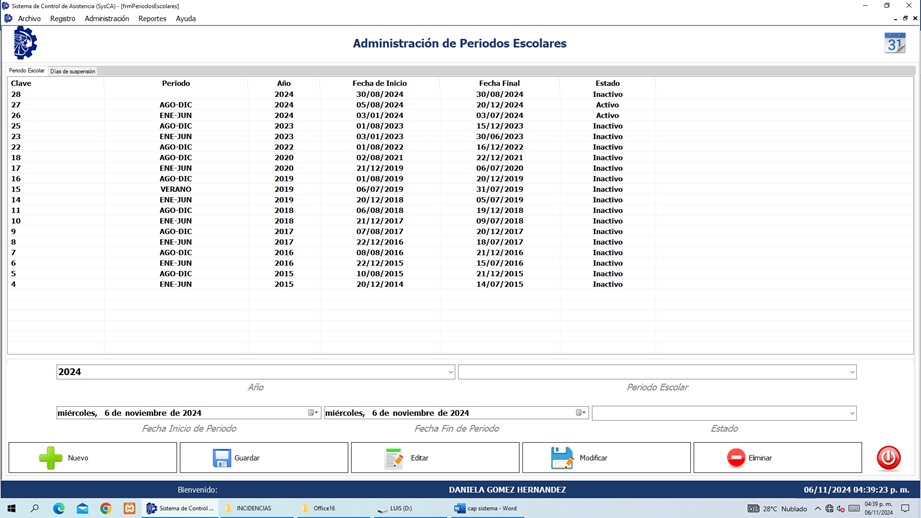 Sistema de Control de Asistencia (SysCA) - [frmPeriodosEscolares]
Archivo Registro Administración Reportes Ayuda
Administración de Periodos Escolares
31
Periodo Escolar Días de suspensión
Clave Periodo Año Fecha de Inicio Fecha Final Estado
28 2024 30/08/2024 30/08/2024 Inactivo
27 AGO-DIC 2024 05/08/2024 20/12/2024 Activo
26 ENE-JUN 2024 03/01/2024 03/07/2024 Activo
25 AGO-DIC 2023 01/08/2023 15/12/2023 Inactivo
23 ENE-JUN 2023 03/01/2023 30/06/2023 Inactivo
22 AGO-DIC 2022 01/08/2022 16/12/2022 Inactivo
18 AGO-DIC 2020 02/08/2021 22/12/2021 Inactivo
17 ENE-JUN 2020 21/12/2019 06/07/2020 Inactivo
16 AGO-DIC 2019 01/08/2019 20/12/2019 Inactivo
15 VERANO 2019 06/07/2019 31/07/2019 Inactivo
14 ENE-JUN 2019 20/12/2018 05/07/2019 Inactivo
11 AGO-DIC 2018 06/08/2018 19/12/2018 Inactivo
10 ENE-JUN 2018 21/12/2017 09/07/2018 Inactivo
9 AGO-DIC 2017 07/08/2017 20/12/2017 Inactivo
8 ENE-JUN 2017 22/12/2016 18/07/2017 Inactivo
7 AGO-DIC 2016 08/08/2016 21/12/2016 Inactivo
6 ENE-JUN 2016 22/12/2015 15/07/2016 Inactivo
5 AGO-DIC 2015 10/08/2015 21/12/2015 Inactivo
4 ENE-JUN 2015 20/12/2014 14/07/2015 Inactivo
2024
Año Periodo Escolar
miércoles, 6 de noviembre de 2024 miércoles, 6 de noviembre de 2024
Fecha Inicio de Periodo Fecha Fin de Periodo Estado
Nuevo Guardar Editar Modificar Eliminar
Bienvenido: DANIELA GOMEZ HERNANDEZ 06/11/2024 04:39:23 p. m.
Sistema de Control ... INCIDENCIAS Office16 LUIS (D:) cap sistema - Word 28°C Nublado 04:39 p. m.
06/11/2024